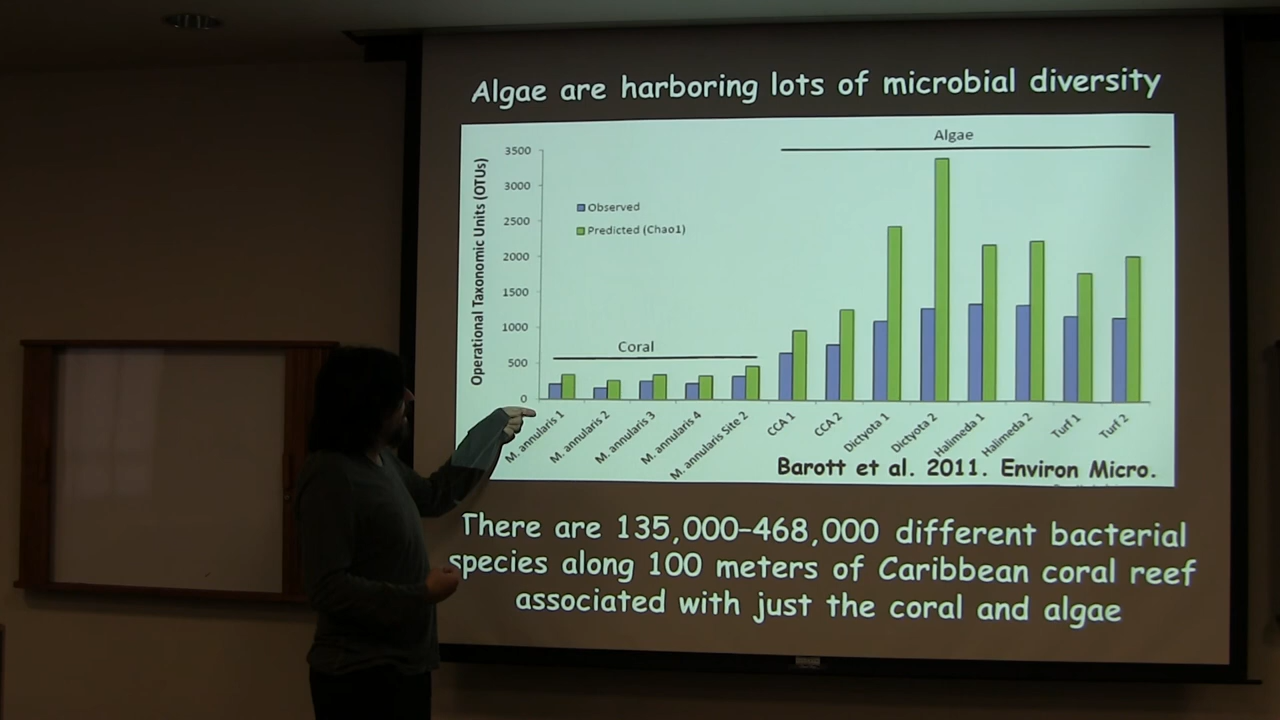 Algae are harboring lots of microbial diversity
Algae
3500
3000
2500
2000
1500
1000
500
0
Operational Taxonomic Units (OTUs)
Observed
Predicted (Chao1)
Coral
M. annularis 1
M. annularis 2
M. annularis 3
M. annularis 4
M. annularis Site 2
CCA 1
CCA 2
Dictyota 1
Dictyota 2
Halimeda 1
Halimeda 2
Turf 1
Turf 2
Barott et al. 2011. Environ Micro.
There are 135,000–468,000 different bacterial
species along 100 meters of Caribbean coral reef
associated with just the coral and algae